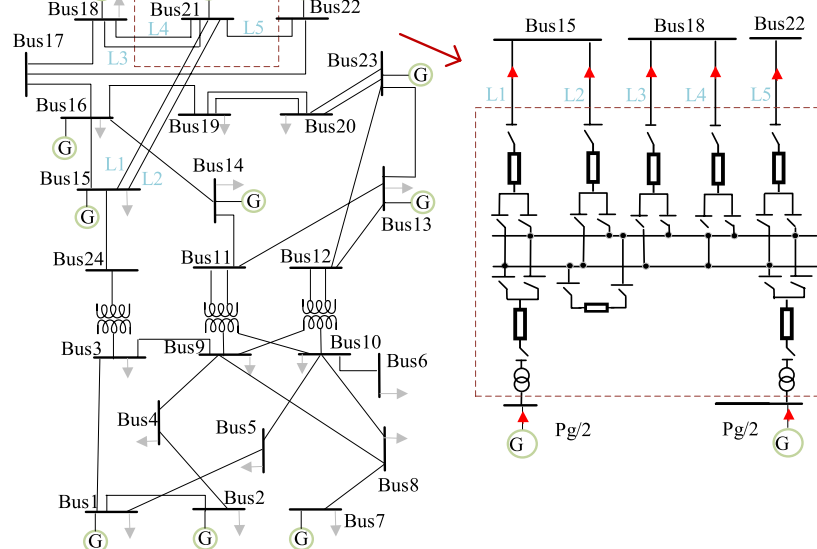 Bus18
Bus21
Bus22
L4
L5
L3
Bus17
Bus23
G
Bus16
Bus19
Bus20
G
L1
L2
Bus14
Bus15
G
G
G
Bus13
Bus24
Bus11
Bus12
Bus3
Bus9
Bus10
Bus6
Bus4
Bus5
Bus8
Bus1
Bus2
Bus7
G
G
G
Bus15
Bus18
Bus22
L1
L2
L3
L4
L5
Pg/2
Pg/2
G
G